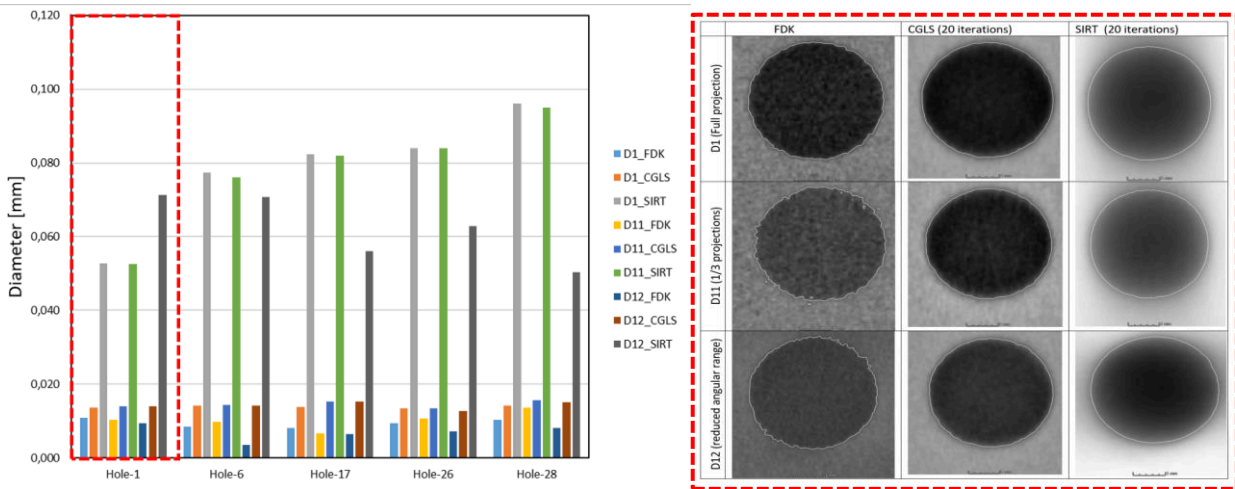 0,120
0,100
0,080
0,060
0,040
0,020
0,000
Diameter [mm]
Hole-1 Hole-6 Hole-17 Hole-26 Hole-28
D1_FDK
D1_CGLS
D1_SIRT
D11_FDK
D11_CGLS
D11_SIRT
D12_FDK
D12_CGLS
D12_SIRT
FDK CGLS (20 iterations) SIRT (20 iterations)
D1 (Full projection)
D11 (1/3 projections)
D12 (reduced angular range)